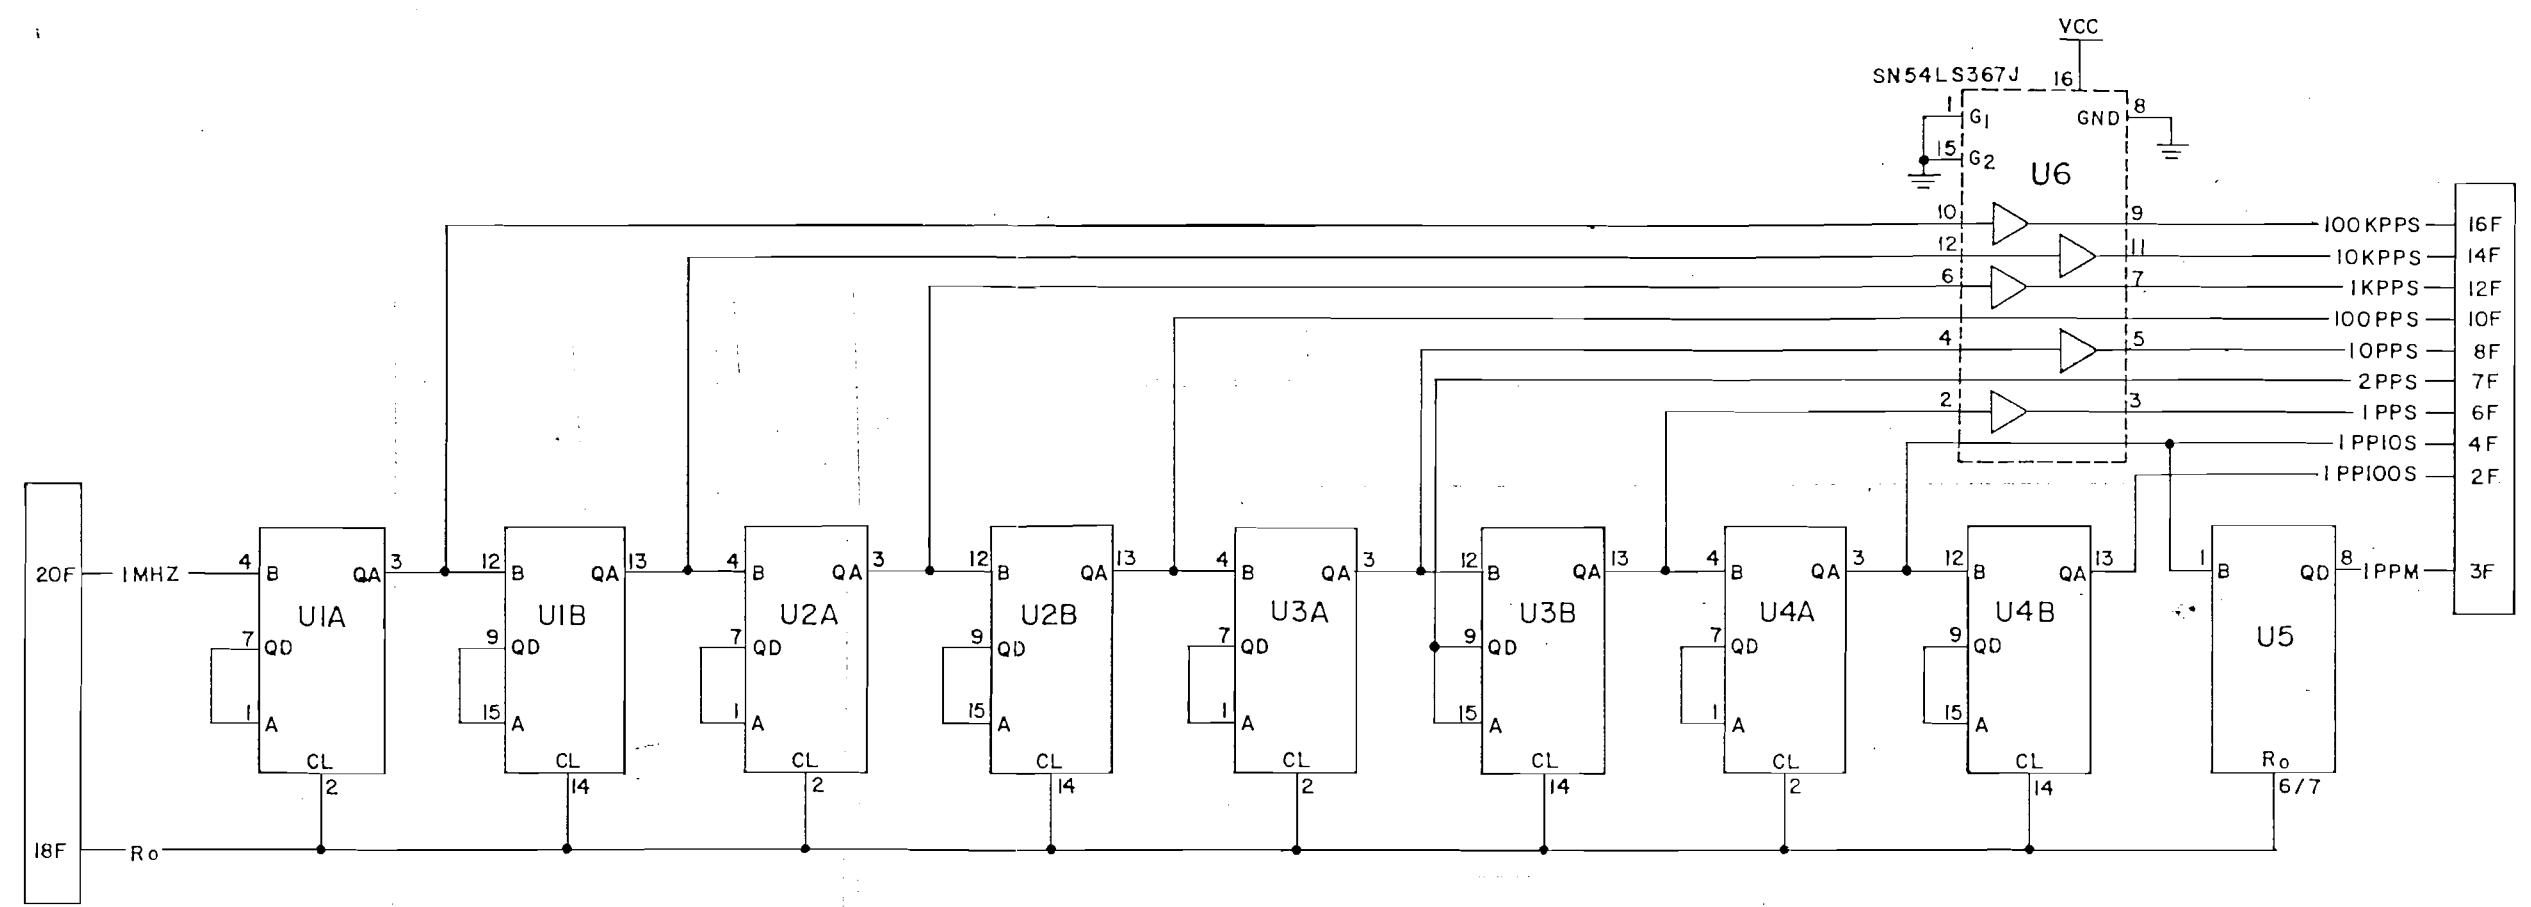 VCC
SN54LS367J 16
1 G1 GND 8
15 G2
U6
10 9 100KPPS 16F
12 11 10KPPS 14F
6 7 1KPPS 12F
100PPS 10F
4 5 10PPS 8F
2PPS 7F
2 3 1PPS 6F
1PP10S 4F
1PP100S 2F
20F 1MHZ 4 B QA 3 12 B QA 13 4 B QA 3 12 B QA 13 4 B QA 3 12 B QA 13 4 B QA 3 12 B QA 13 1 B QD 8 1PPM 3F
U1A U1B U2A U2B U3A U3B U4A U4B U5
7 QD 9 QD 7 QD 9 QD 7 QD 9 QD 7 QD 9 QD
1 A 15 A 1 A 15 A 1 A 15 A 1 A 15 A
CL CL CL CL CL CL CL CL Ro
2 14 2 14 2 14 2 14 6/7
18F Ro